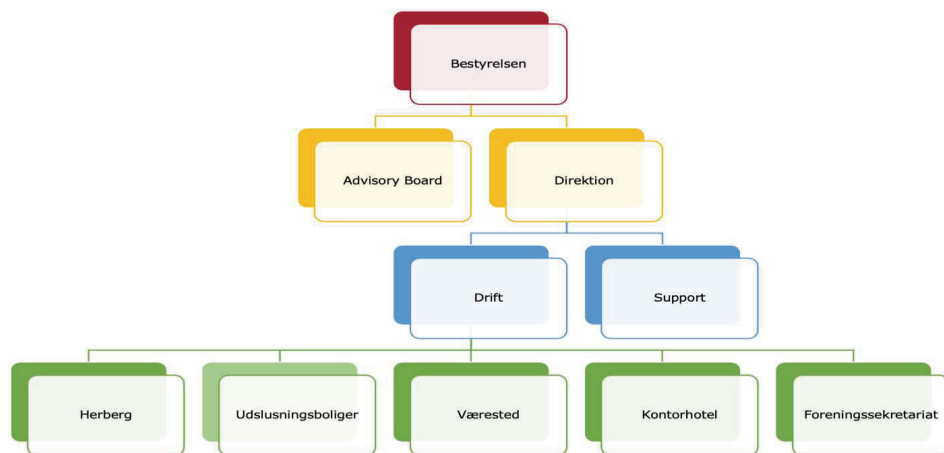 Bestyrelsen
Advisory Board
Direktion
Drift
Support
Herberg
Udslusningsboliger
Værested
Kontorhotel
Foreningssekretariat